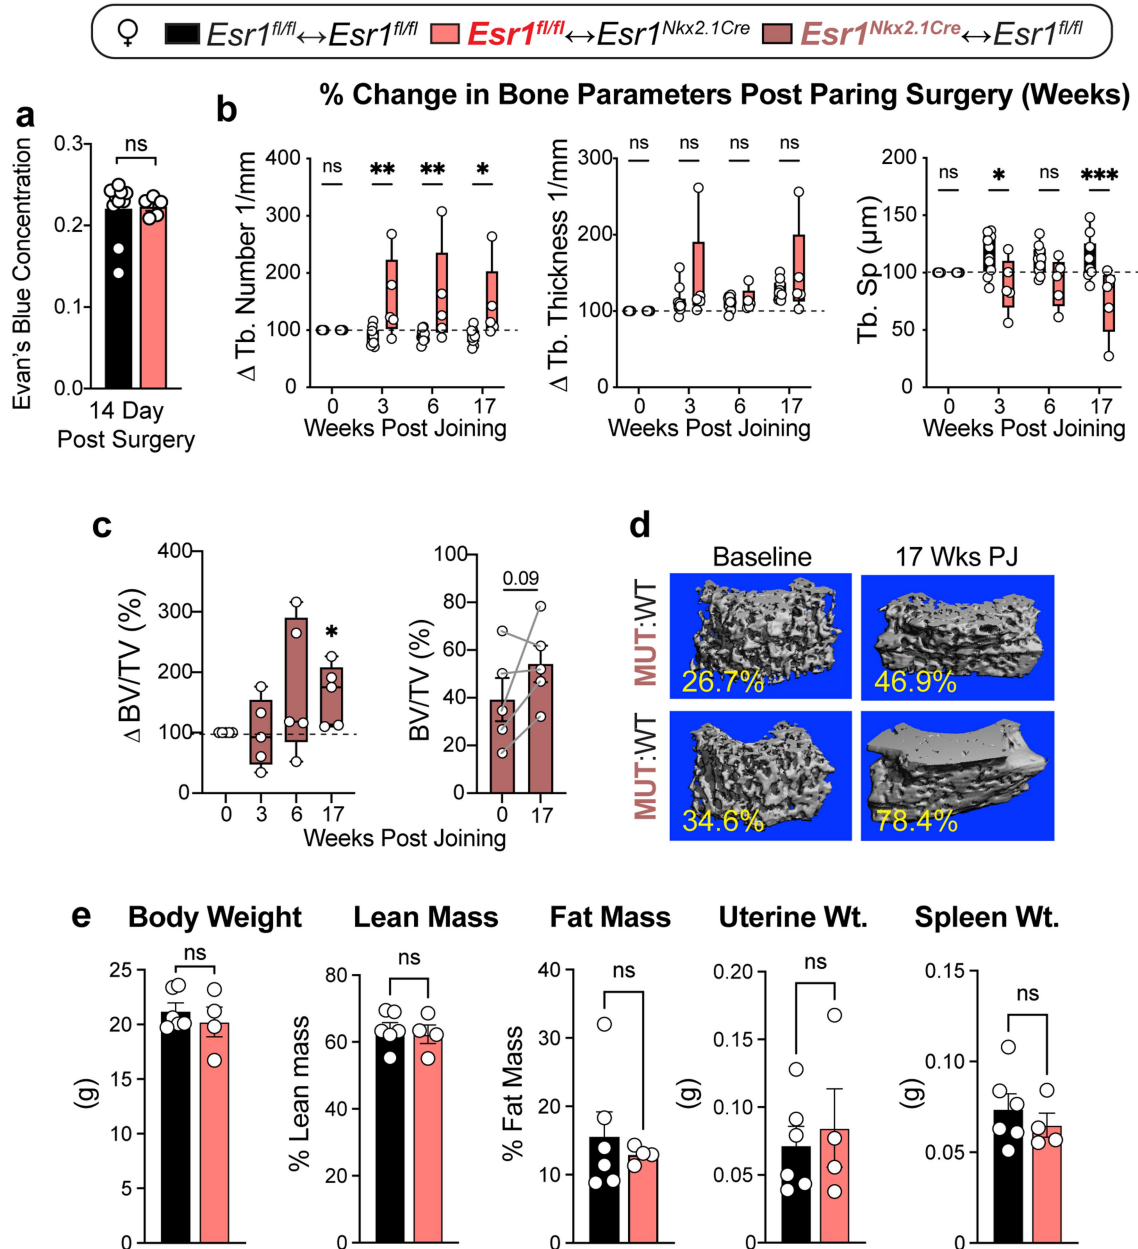 ♀ Esr1fl/fl↔Esr1fl/fl Esr1fl/fl↔Esr1Nkx2.1Cre Esr1Nkx2.1Cre↔Esr1fl/fl
% Change in Bone Parameters Post Paring Surgery (Weeks)
a
Evan's Blue Concentration
0.3
0.2
0.1
0.0
ns
14 Day
Post Surgery
b
Δ Tb. Number 1/mm
400
300
200
100
0
ns ** ** *
0 3 6 17
Weeks Post Joining
Δ Tb. Thickness 1/mm
300
200
100
0
ns ns ns ns
0 3 6 17
Weeks Post Joining
Tb. Sp (μm)
200
150
100
50
0
ns * ns ***
0 3 6 17
Weeks Post Joining
c
Δ BV/TV (%)
400
300
200
100
0
*
0 3 6 17
BV/TV (%)
100
80
60
40
20
0
0.09
0 17
Weeks Post Joining
d
Baseline 17 Wks PJ
MUT:WT
26.7% 46.9%
MUT:WT
34.6% 78.4%
e
Body Weight
(g)
25
20
15
10
5
0
ns
Lean Mass
% Lean mass
80
60
40
20
0
ns
Fat Mass
% Fat Mass
40
30
20
10
0
ns
Uterine Wt.
(g)
0.20
0.15
0.10
0.05
0
ns
Spleen Wt.
(g)
0.15
0.10
0.05
0
ns